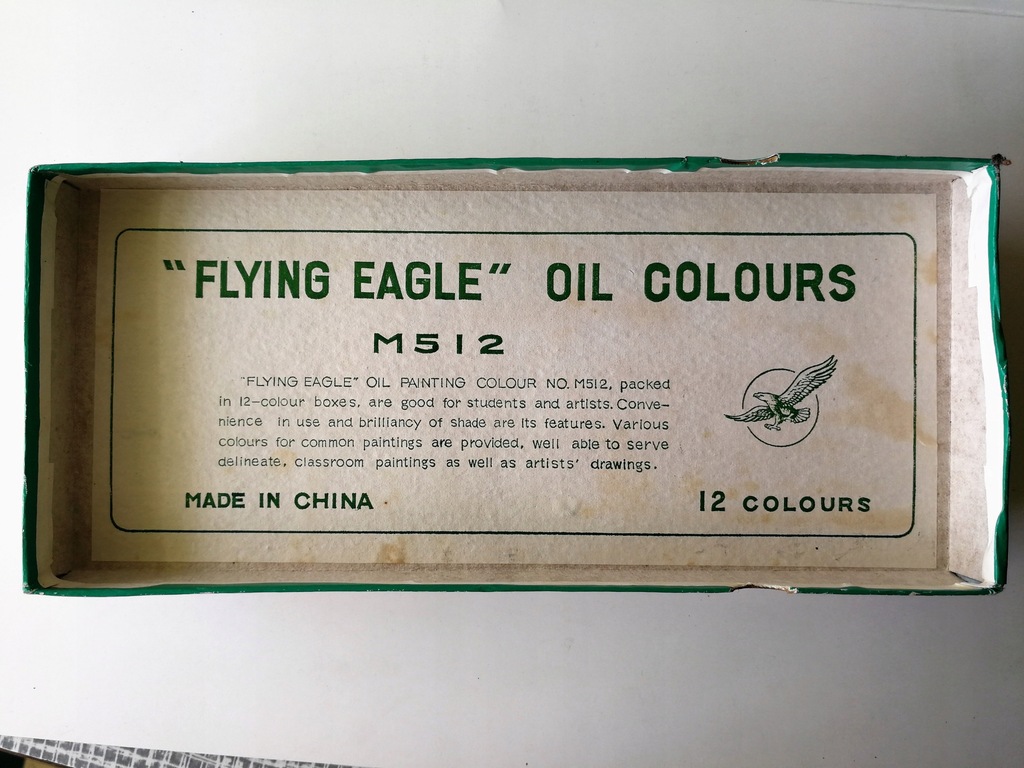 "FLYING EAGLE" OIL COLOURS
M512
"FLYING EAGLE" OIL PAINTING COLOUR NO. M512, packed
in 12-colour boxes, are good for students and artists. Conve-
nience in use and brilliancy of shade are its features. Various
colours for common paintings are provided, well able to serve
delineate, classroom paintings as well as artists' drawings.
MADE IN CHINA
12 COLOURS